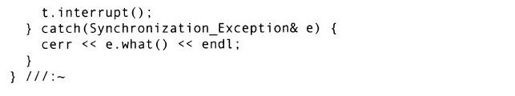 t.interrupt();
} catch(Synchronization_Exception& e) {
cerr << e.what() << endl;
}
} ///:~